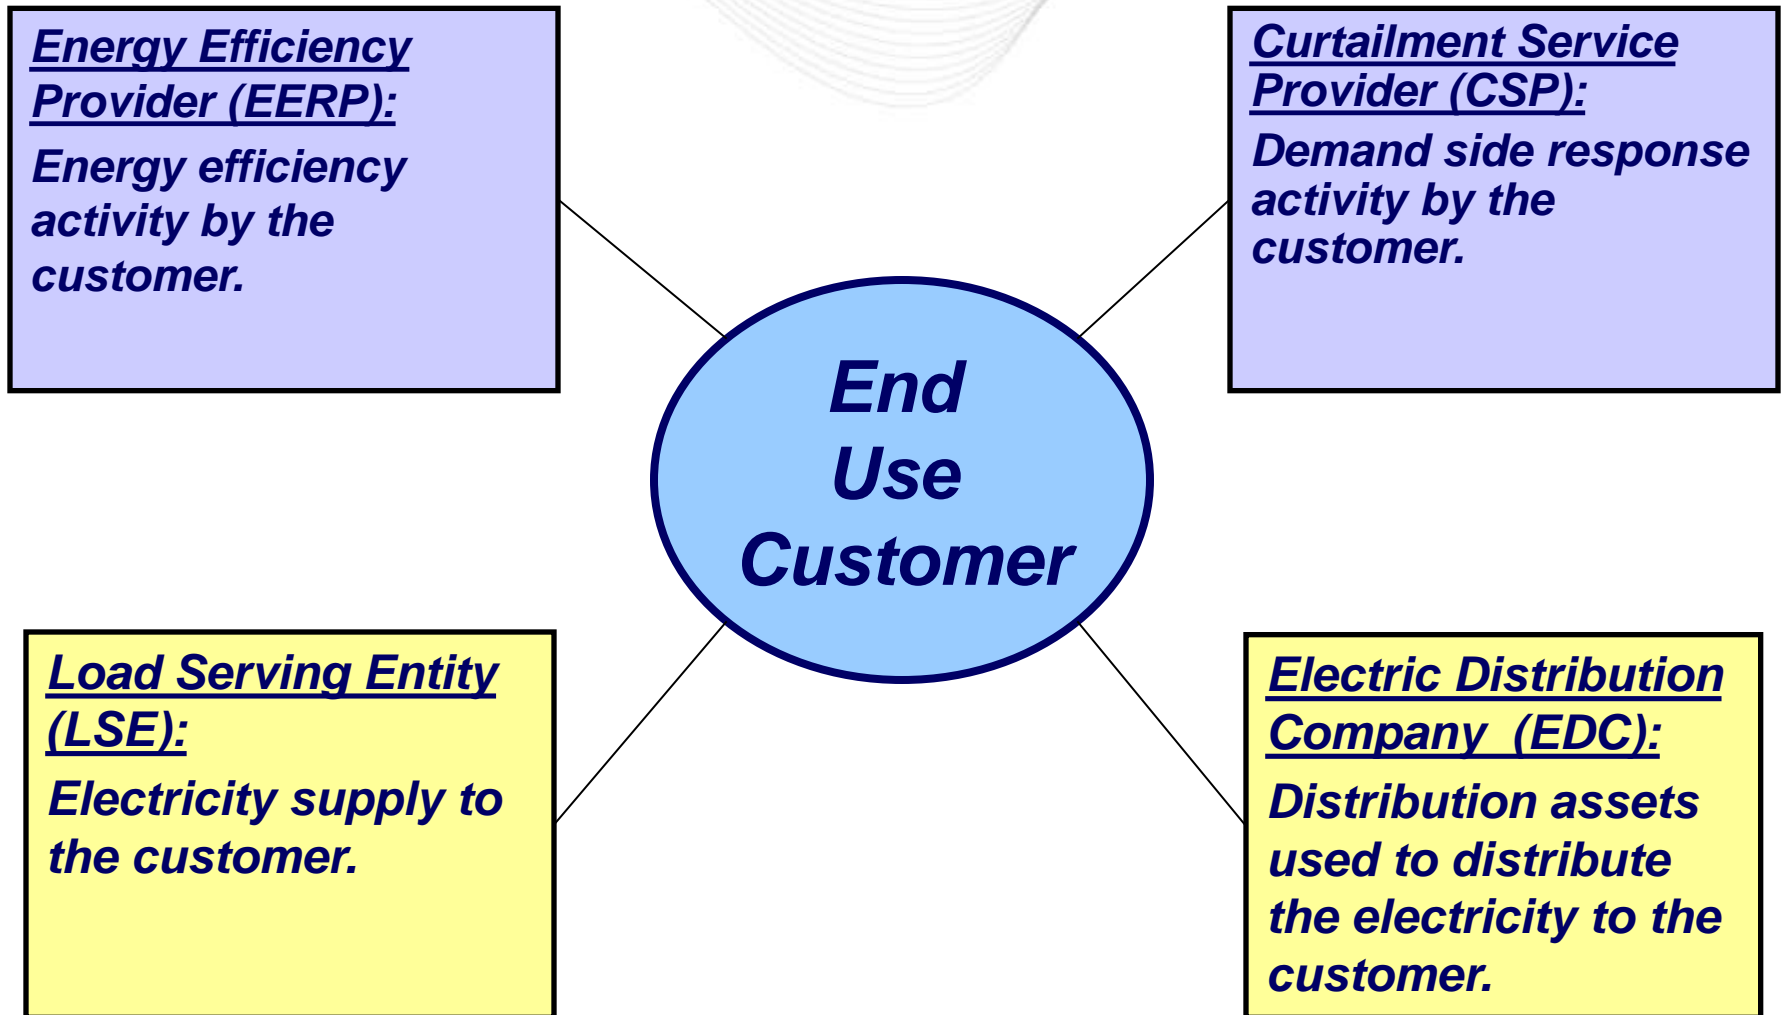 Energy Efficiency
Provider (EERP):
Energy efficiency
activity by the
customer.
Curtailment Service
Provider (CSP):
Demand side response
activity by the
customer.
End
Use
Customer
Load Serving Entity
(LSE):
Electricity supply to
the customer.
Electric Distribution
Company  (EDC):
Distribution assets
used to distribute
the electricity to the
customer.